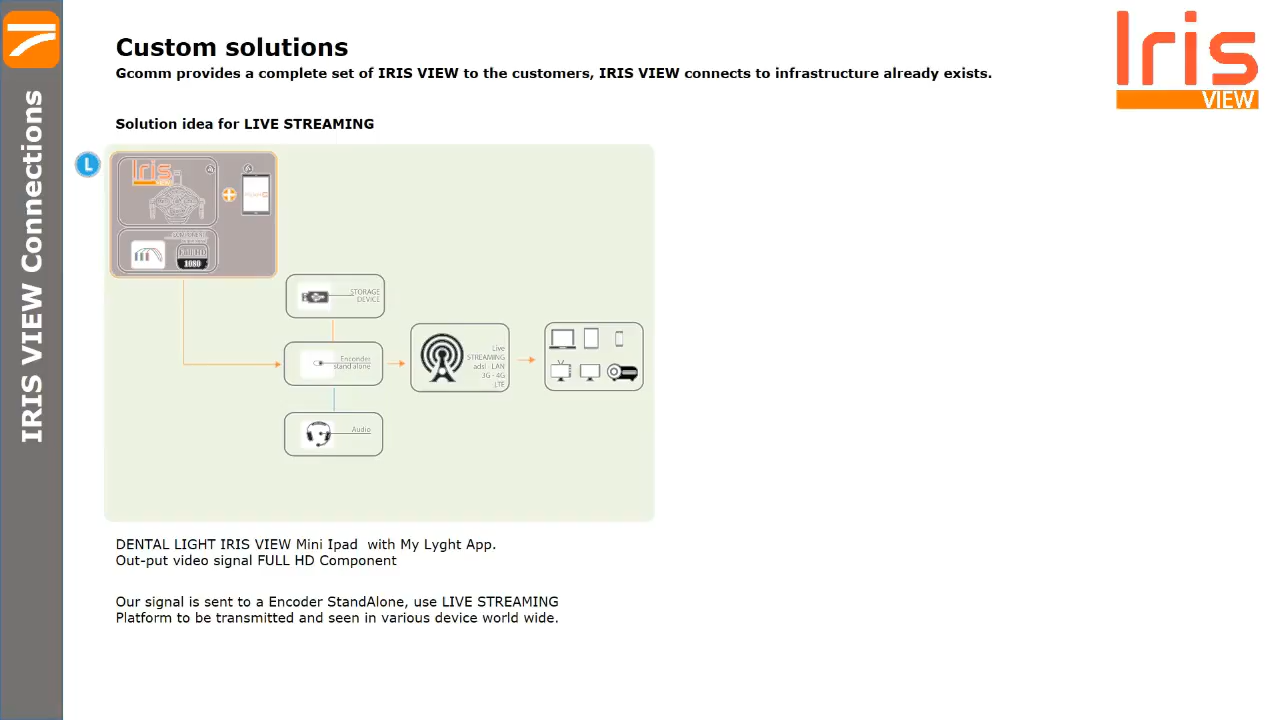 IRIS VIEW Connections
Custom solutions
Gcomm provides a complete set of IRIS VIEW to the customers, IRIS VIEW connects to infrastructure already exists.
Iris
VIEW
Solution idea for LIVE STREAMING
L
Iris
COMPONENT
1080
STORAGE
DEVICE
Enconder
stand alone
Live
STREAMING
adsl - LAN
3G - 4G
LTE
Audio
DENTAL LIGHT IRIS VIEW Mini Ipad with My Lyght App.
Out-put video signal FULL HD Component
Our signal is sent to a Encoder StandAlone, use LIVE STREAMING
Platform to be transmitted and seen in various device world wide.